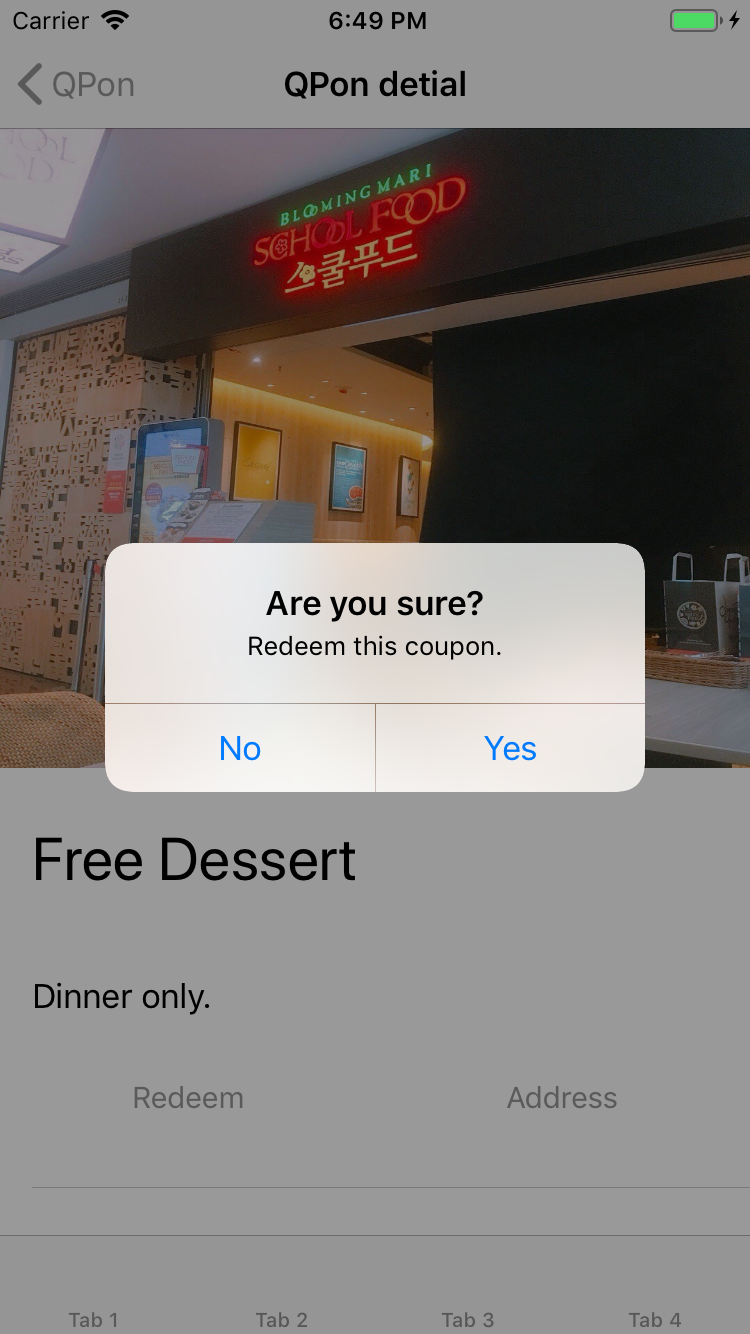 Carrier 6:49 PM
QPon QPon detial
BLOOMING MARI
SCHOOL FOOD
스쿨푸드
Are you sure?
Redeem this coupon.
No Yes
Free Dessert
Dinner only.
Redeem Address
Tab 1 Tab 2 Tab 3 Tab 4